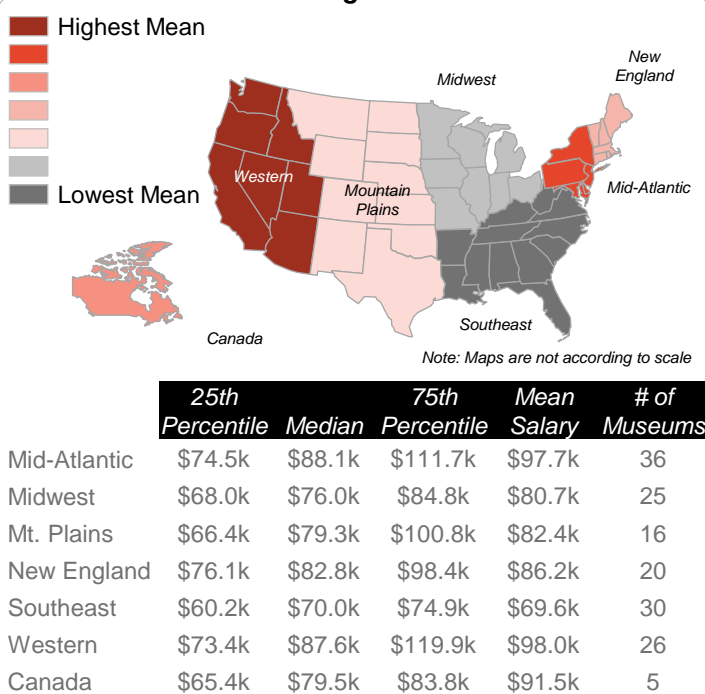 Highest Mean
Lowest Mean
New
England
Midwest
Western
Mountain
Plains
Mid-Atlantic
Southeast
Canada
Note: Maps are not according to scale
25th Percentile Median 75th Percentile Mean Salary # of Museums
Mid-Atlantic $74.5k $88.1k $111.7k $97.7k 36
Midwest $68.0k $76.0k $84.8k $80.7k 25
Mt. Plains $66.4k $79.3k $100.8k $82.4k 16
New England $76.1k $82.8k $98.4k $86.2k 20
Southeast $60.2k $70.0k $74.9k $69.6k 30
Western $73.4k $87.6k $119.9k $98.0k 26
Canada $65.4k $79.5k $83.8k $91.5k 5